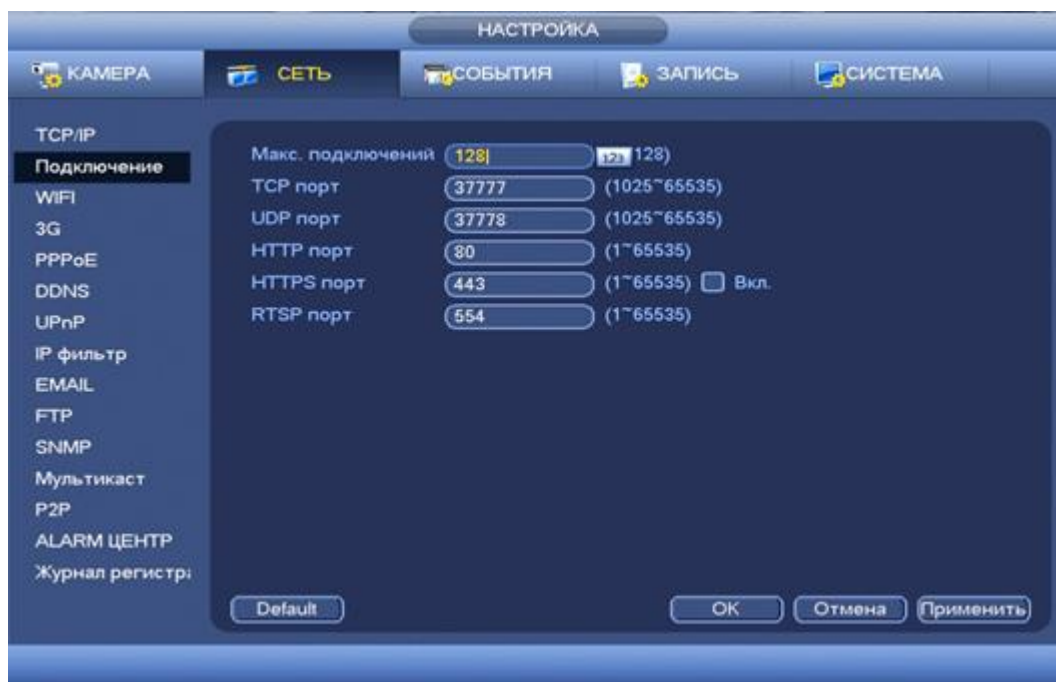 НАСТРОЙКА
КАМЕРА СЕТЬ СОБЫТИЯ ЗАПИСЬ СИСТЕМА
TCP/IP
Подключение
WIFI
3G
PPPoE
DDNS
UPnP
IP фильтр
EMAIL
FTP
SNMP
Мультикаст
P2P
ALARM ЦЕНТР
Журнал регистра
Макс. подключений 128 123 128)
TCP порт 37777 (1025~65535)
UDP порт 37778 (1025~65535)
HTTP порт 80 (1~65535)
HTTPS порт 443 (1~65535) Вкл.
RTSP порт 554 (1~65535)
Default OK Отмена Применить